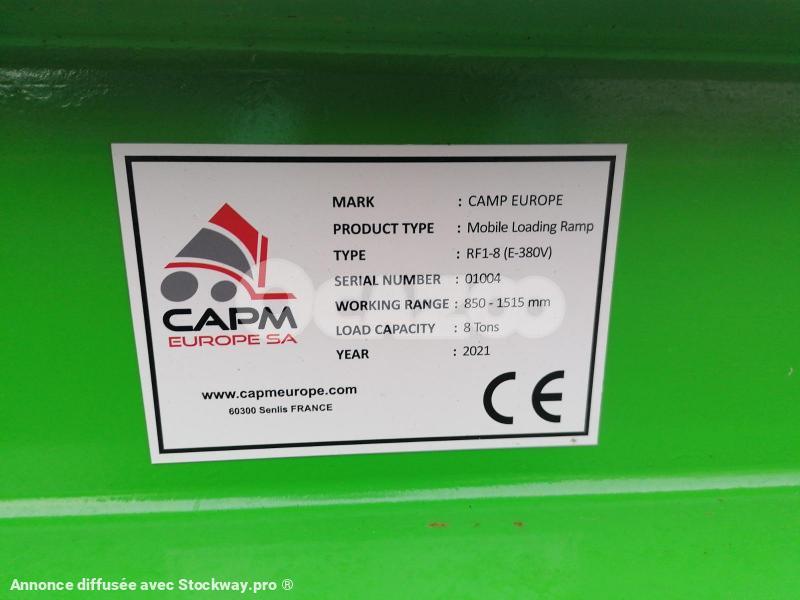 MARK : CAMP EUROPE
PRODUCT TYPE : Mobile Loading Ramp
TYPE : RF1-8 (E-380V)
SERIAL NUMBER : 01004
WORKING RANGE : 850 - 1515 mm
LOAD CAPACITY : 8 Tons
YEAR : 2021
CAPM
EUROPE SA
www.capmeurope.com
60300 Senlis FRANCE
CE
Annonce diffusée avec Stockway.pro ®